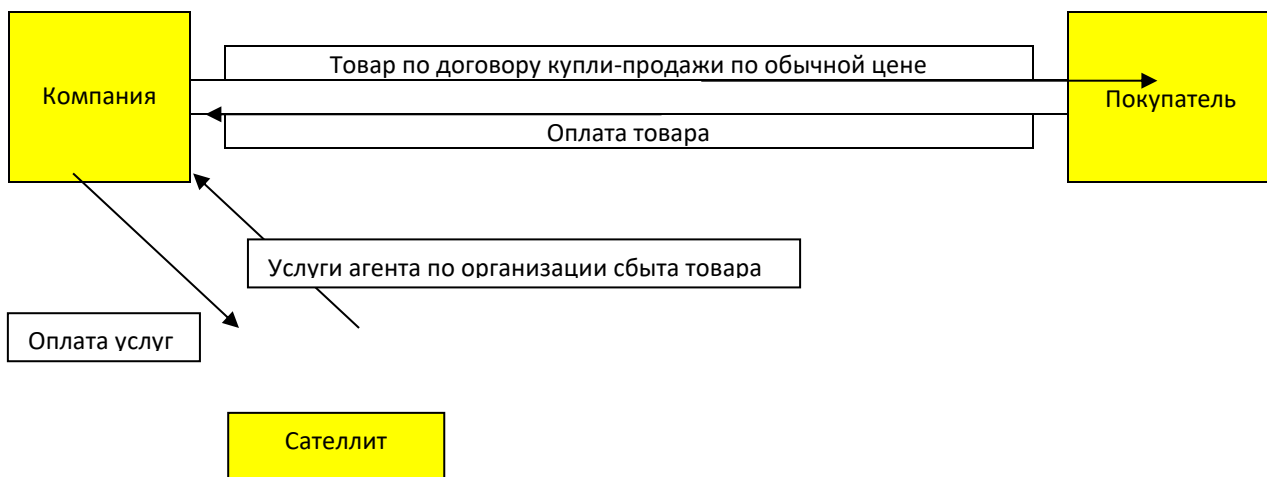 Товар по договору купли-продажи по обычной цене
Компания
Покупатель
Оплата товара
Услуги агента по организации сбыта товара
Оплата услуг
Сателлит